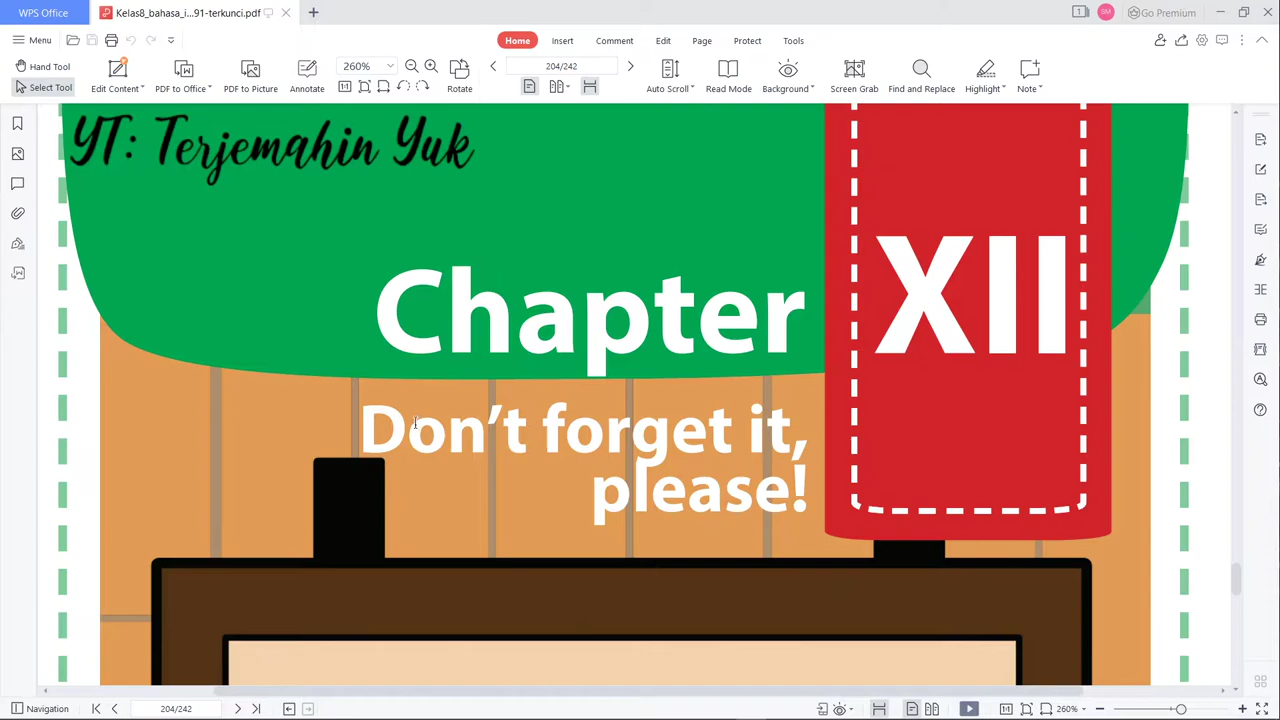 WPS Office
Kelas8_bahasa_i...91-terkunci.pdf
1
SM
Go Premium
Menu
Home
Insert
Comment
Edit
Page
Protect
Tools
Hand Tool
Select Tool
Edit Content
PDF to Office
PDF to Picture
Annotate
260%
Rotate
204/242
Auto Scroll
Read Mode
Background
Screen Grab
Find and Replace
Highlight
Note
YT: Terjemahin Yuk
Chapter
XII
Don't forget it,
please!
Navigation
204/242
260%